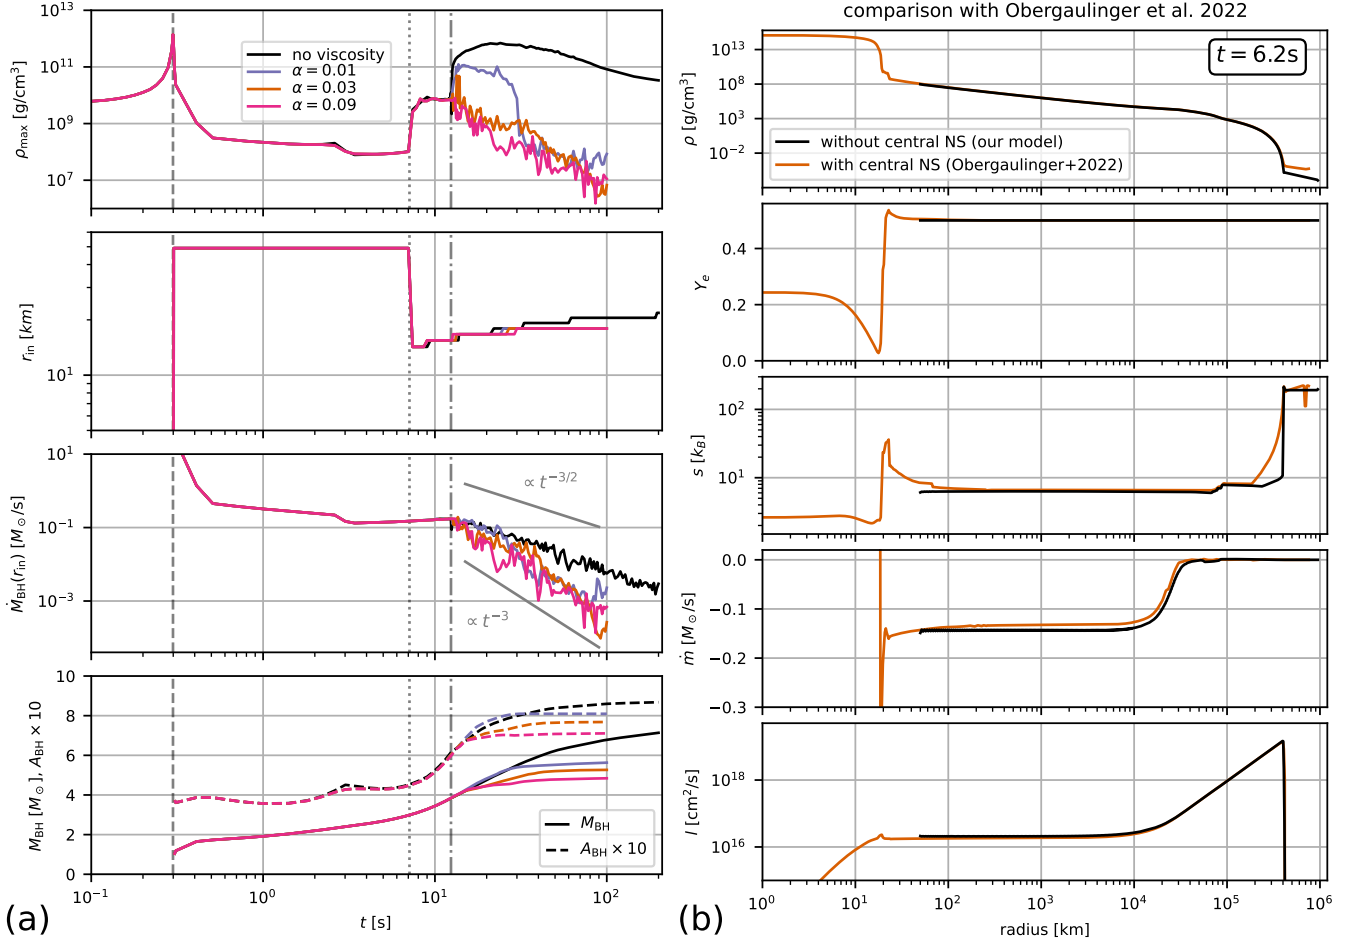 10^13
10^11
10^9
10^7
ρ_max [g/cm^3]
no viscosity
α = 0.01
α = 0.03
α = 0.09
10^1
r_in [km]
10^1
10^-1
10^-3
Ṁ_BH(r_in) [M_⊙/s]
∝ t^-3/2
∝ t^-3
10
8
6
4
2
0
M_BH [M_⊙], A_BH × 10
M_BH
A_BH × 10
10^-1
10^0
10^1
10^2
t [s]
(a)
comparison with Obergaulinger et al. 2022
10^13
10^8
10^3
10^-2
ρ [g/cm^3]
t = 6.2s
without central NS (our model)
with central NS (Obergaulinger+2022)
0.4
0.2
0.0
Y_e
10^2
10^1
s [k_B]
0.0
−0.1
−0.2
−0.3
ṁ [M_⊙/s]
10^18
10^16
l [cm^2/s]
10^0
10^1
10^2
10^3
10^4
10^5
10^6
radius [km]
(b)